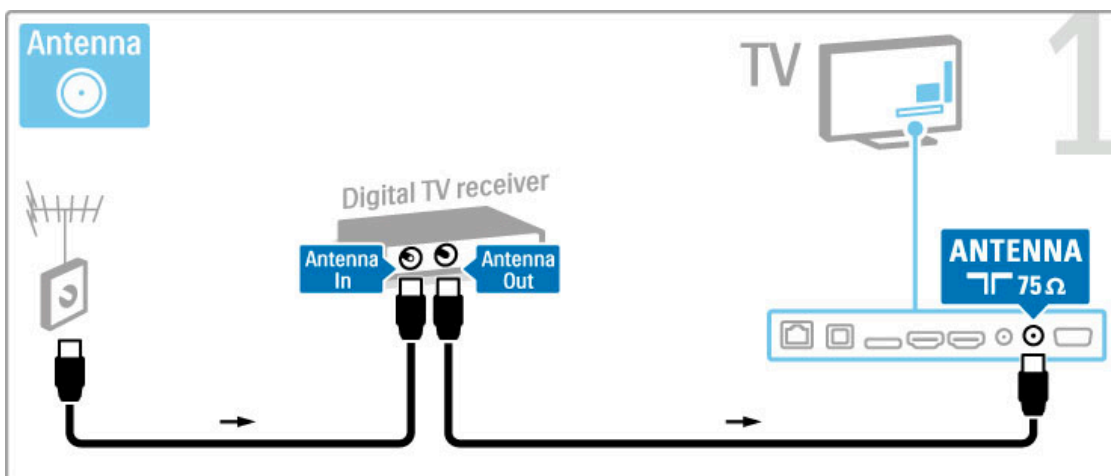 Antenna
TV
1
Digital TV receiver
Antenna
In
Antenna
Out
ANTENNA
75 Ω